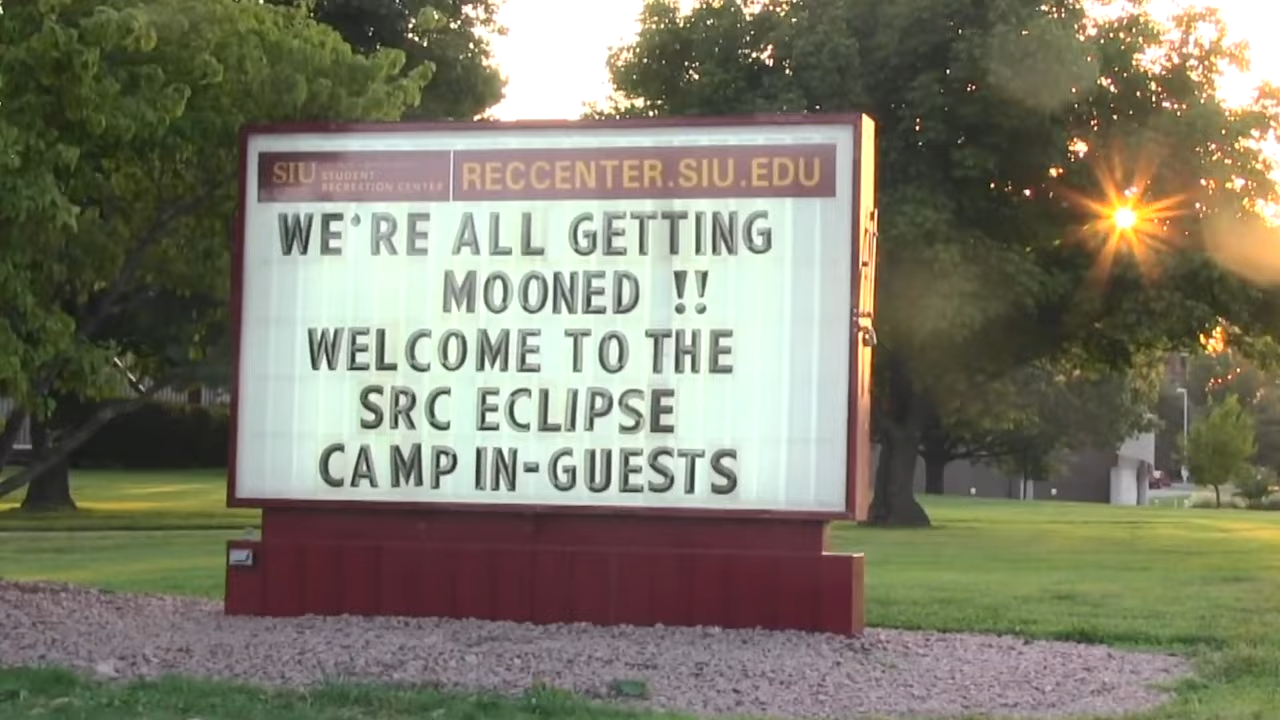 SIU STUDENT RECREATION CENTER RECCENTER.SIU.EDU
WE'RE ALL GETTING
MOONED !!
WELCOME TO THE
SRC ECLIPSE
CAMP IN-GUESTS